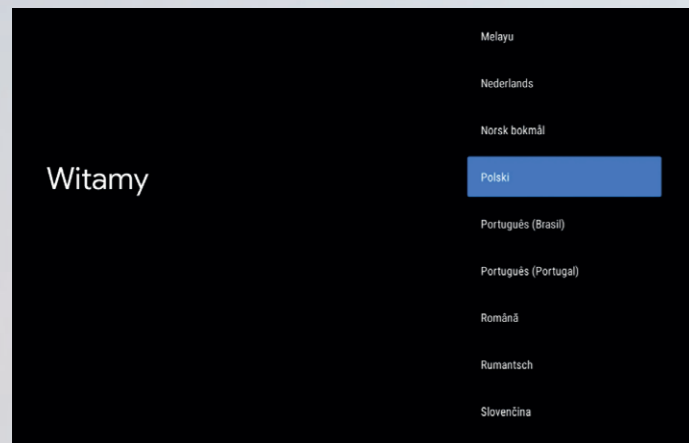 Witamy
Melayu
Nederlands
Norsk bokmål
Polski
Português (Brasil)
Português (Portugal)
Română
Rumantsch
Slovenčina